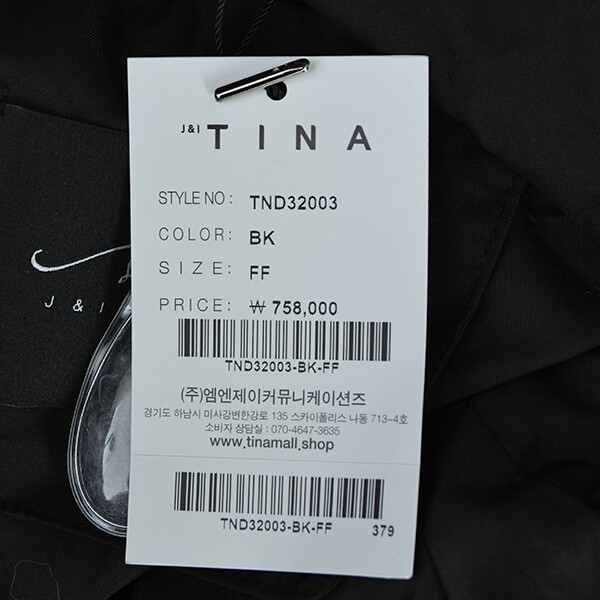 J&I TINA
STYLE NO: TND32003
COLOR: BK
SIZE: FF
PRICE: ₩ 758,000
TND32003-BK-FF
(주)엠엔제이커뮤니케이션즈
경기도 하남시 미사강변한강로 135 스카이폴리스 나동 713-4호
소비자 상담실 : 070-4647-3635
www.tinamall.shop
TND32003-BK-FF 379
J & I